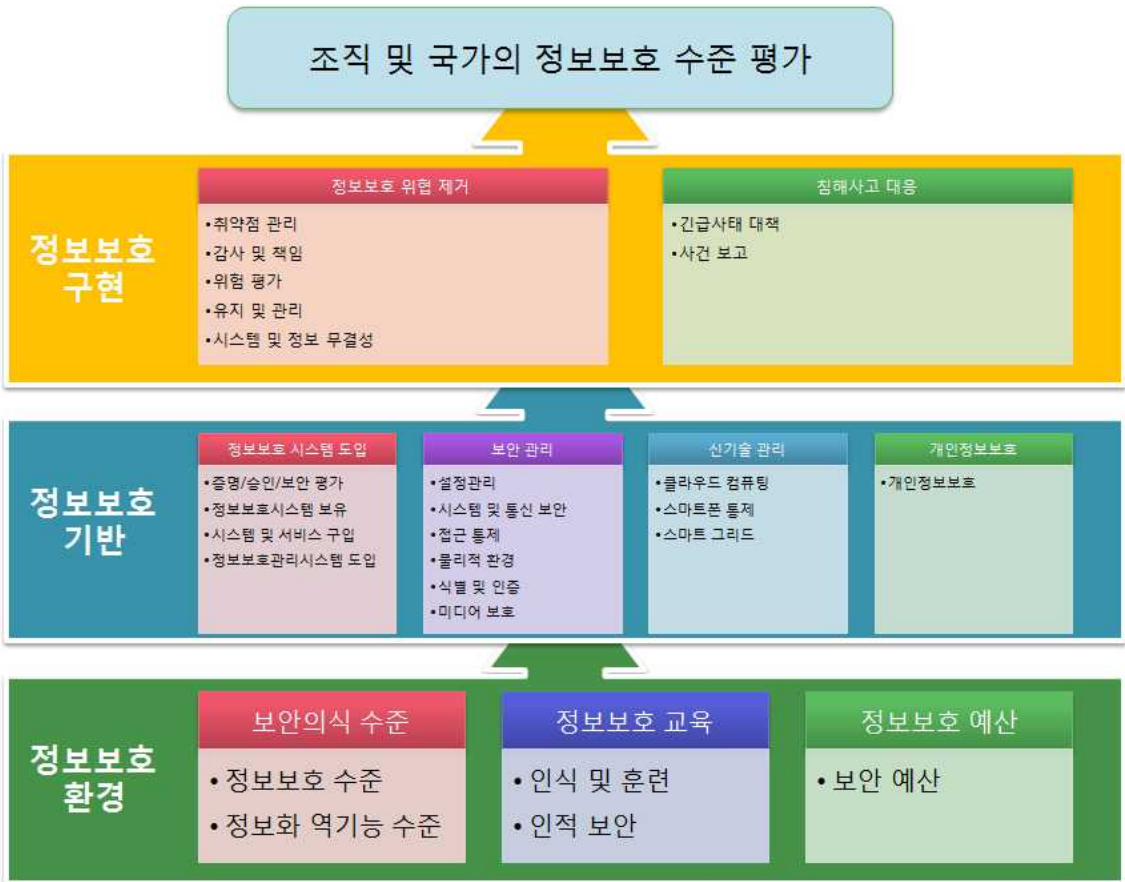 조직 및 국가의 정보보호 수준 평가
정보보호
구현
정보보호 위협 제거
•취약점 관리
•감사 및 책임
•위험 평가
•유지 및 관리
•시스템 및 정보 무결성
침해사고 대응
•긴급사태 대책
•사건 보고
정보보호
기반
정보보호 시스템 도입
•증명/승인/보안 평가
•정보보호시스템 보유
•시스템 및 서비스 구입
•정보보호관리시스템 도입
보안 관리
•설정관리
•시스템 및 통신 보안
•접근 통제
•물리적 환경
•식별 및 인증
•미디어 보호
신기술 관리
•클라우드 컴퓨팅
•스마트폰 통제
•스마트 그리드
개인정보보호
•개인정보보호
정보보호
환경
보안의식 수준
• 정보보호 수준
• 정보화 역기능 수준
정보보호 교육
• 인식 및 훈련
• 인적 보안
정보보호 예산
• 보안 예산